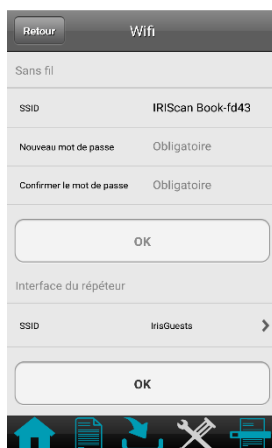 Retour Wifi
Sans fil
SSID IRIScan Book-fd43
Nouveau mot de passe Obligatoire
Confirmer le mot de passe Obligatoire
OK
Interface du répéteur
SSID IrisGuests
OK